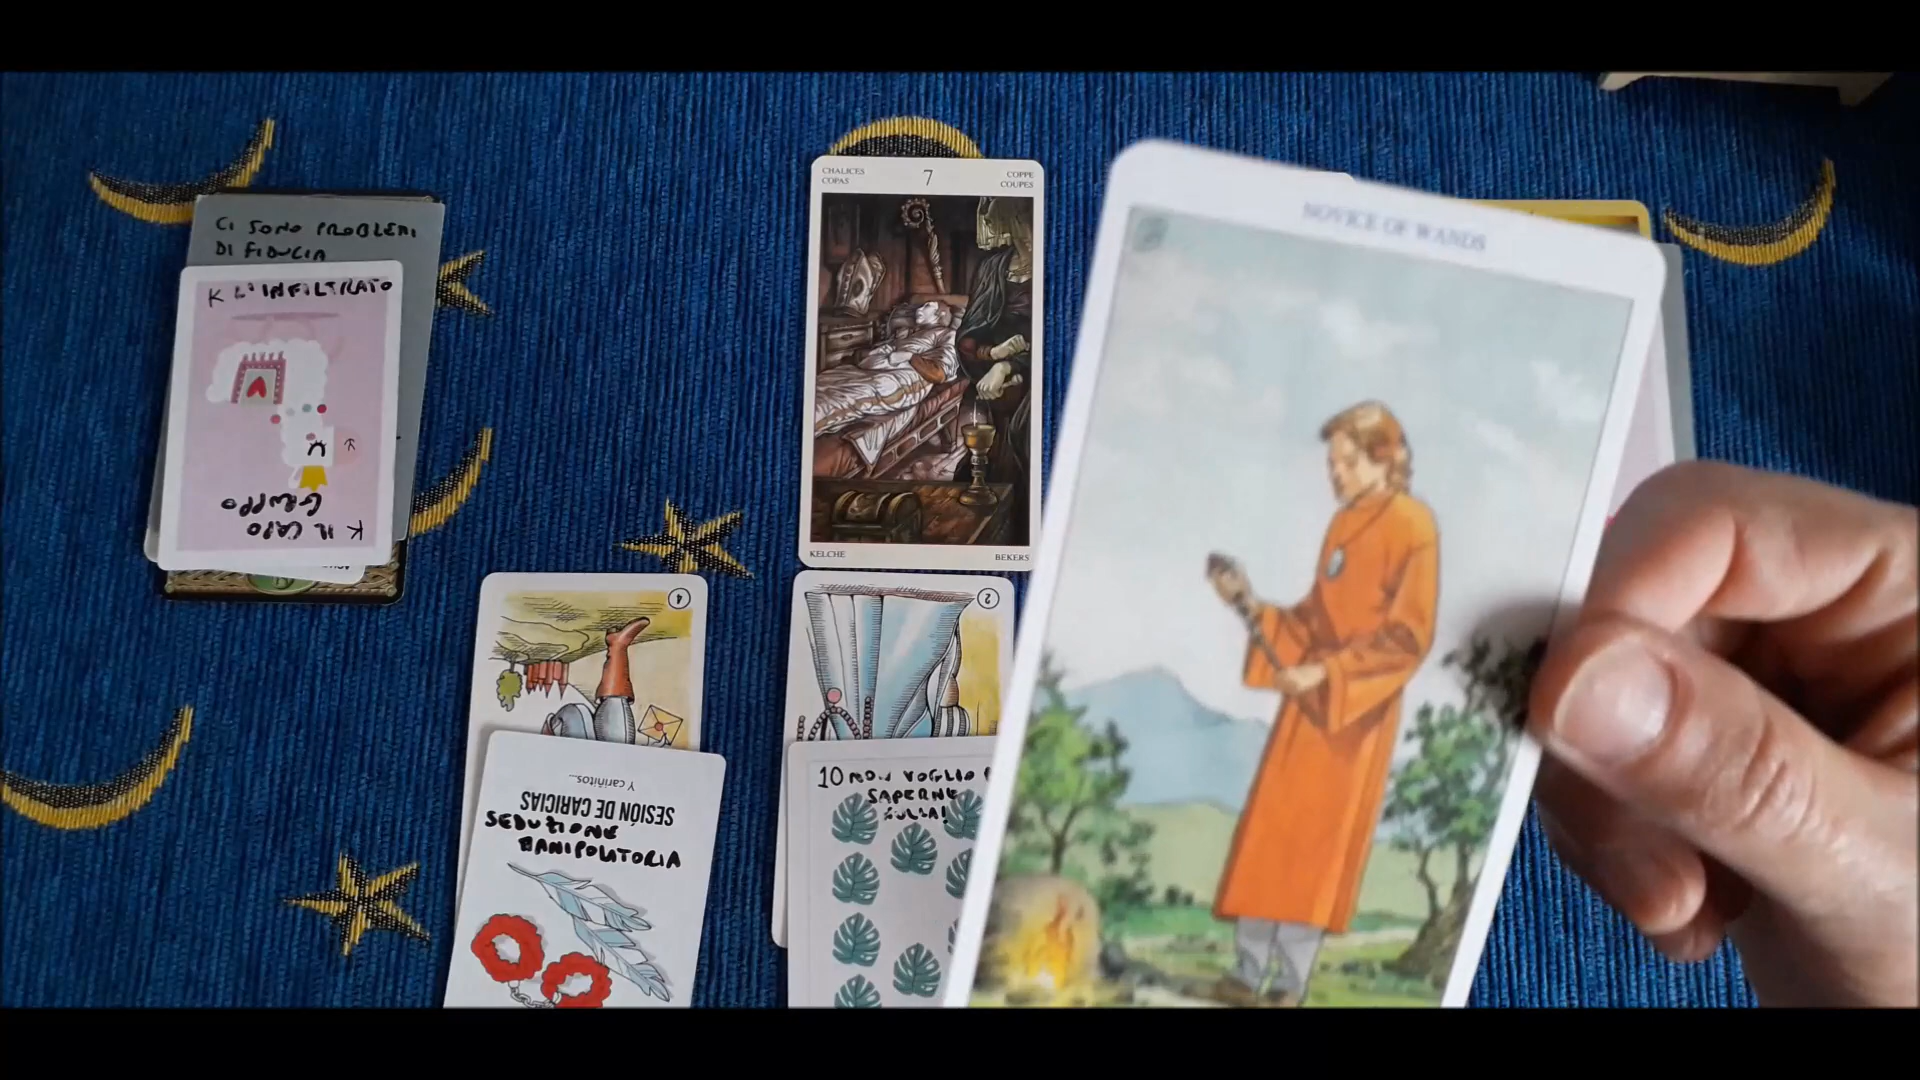 CI SONO PROBLEMI
DI FIDUCIA
K L'INFILTRATO
K IL CAPO
GRUPPO
CHALICES
COPAS
7
COPPE
COUPES
KELCHE
BEKERS
NOVICE OF WANDS
4
2
Y cariñitos...
SESIÓN DE CARICIAS
SEDUZIONE
MANIPOLATORIA
10 NON VOGLIO
SAPERNE
NULLA!